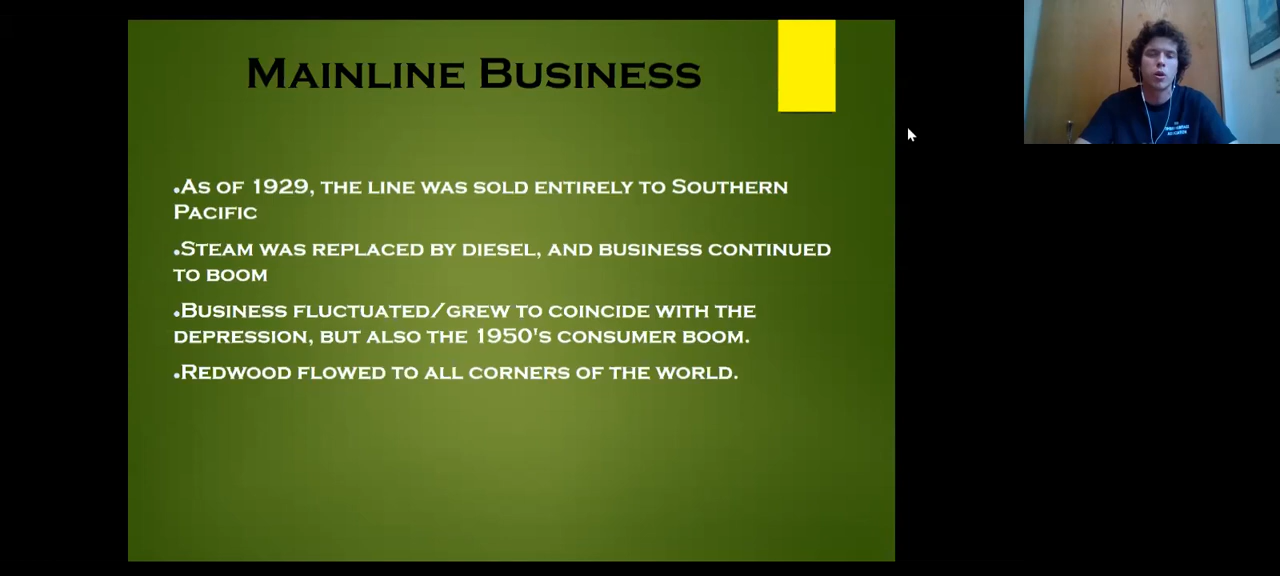 Mainline Business
•As of 1929, the line was sold entirely to Southern
Pacific
•Steam was replaced by diesel, and business continued
to boom
•Business fluctuated/grew to coincide with the
depression, but also the 1950's consumer boom.
•Redwood flowed to all corners of the world.